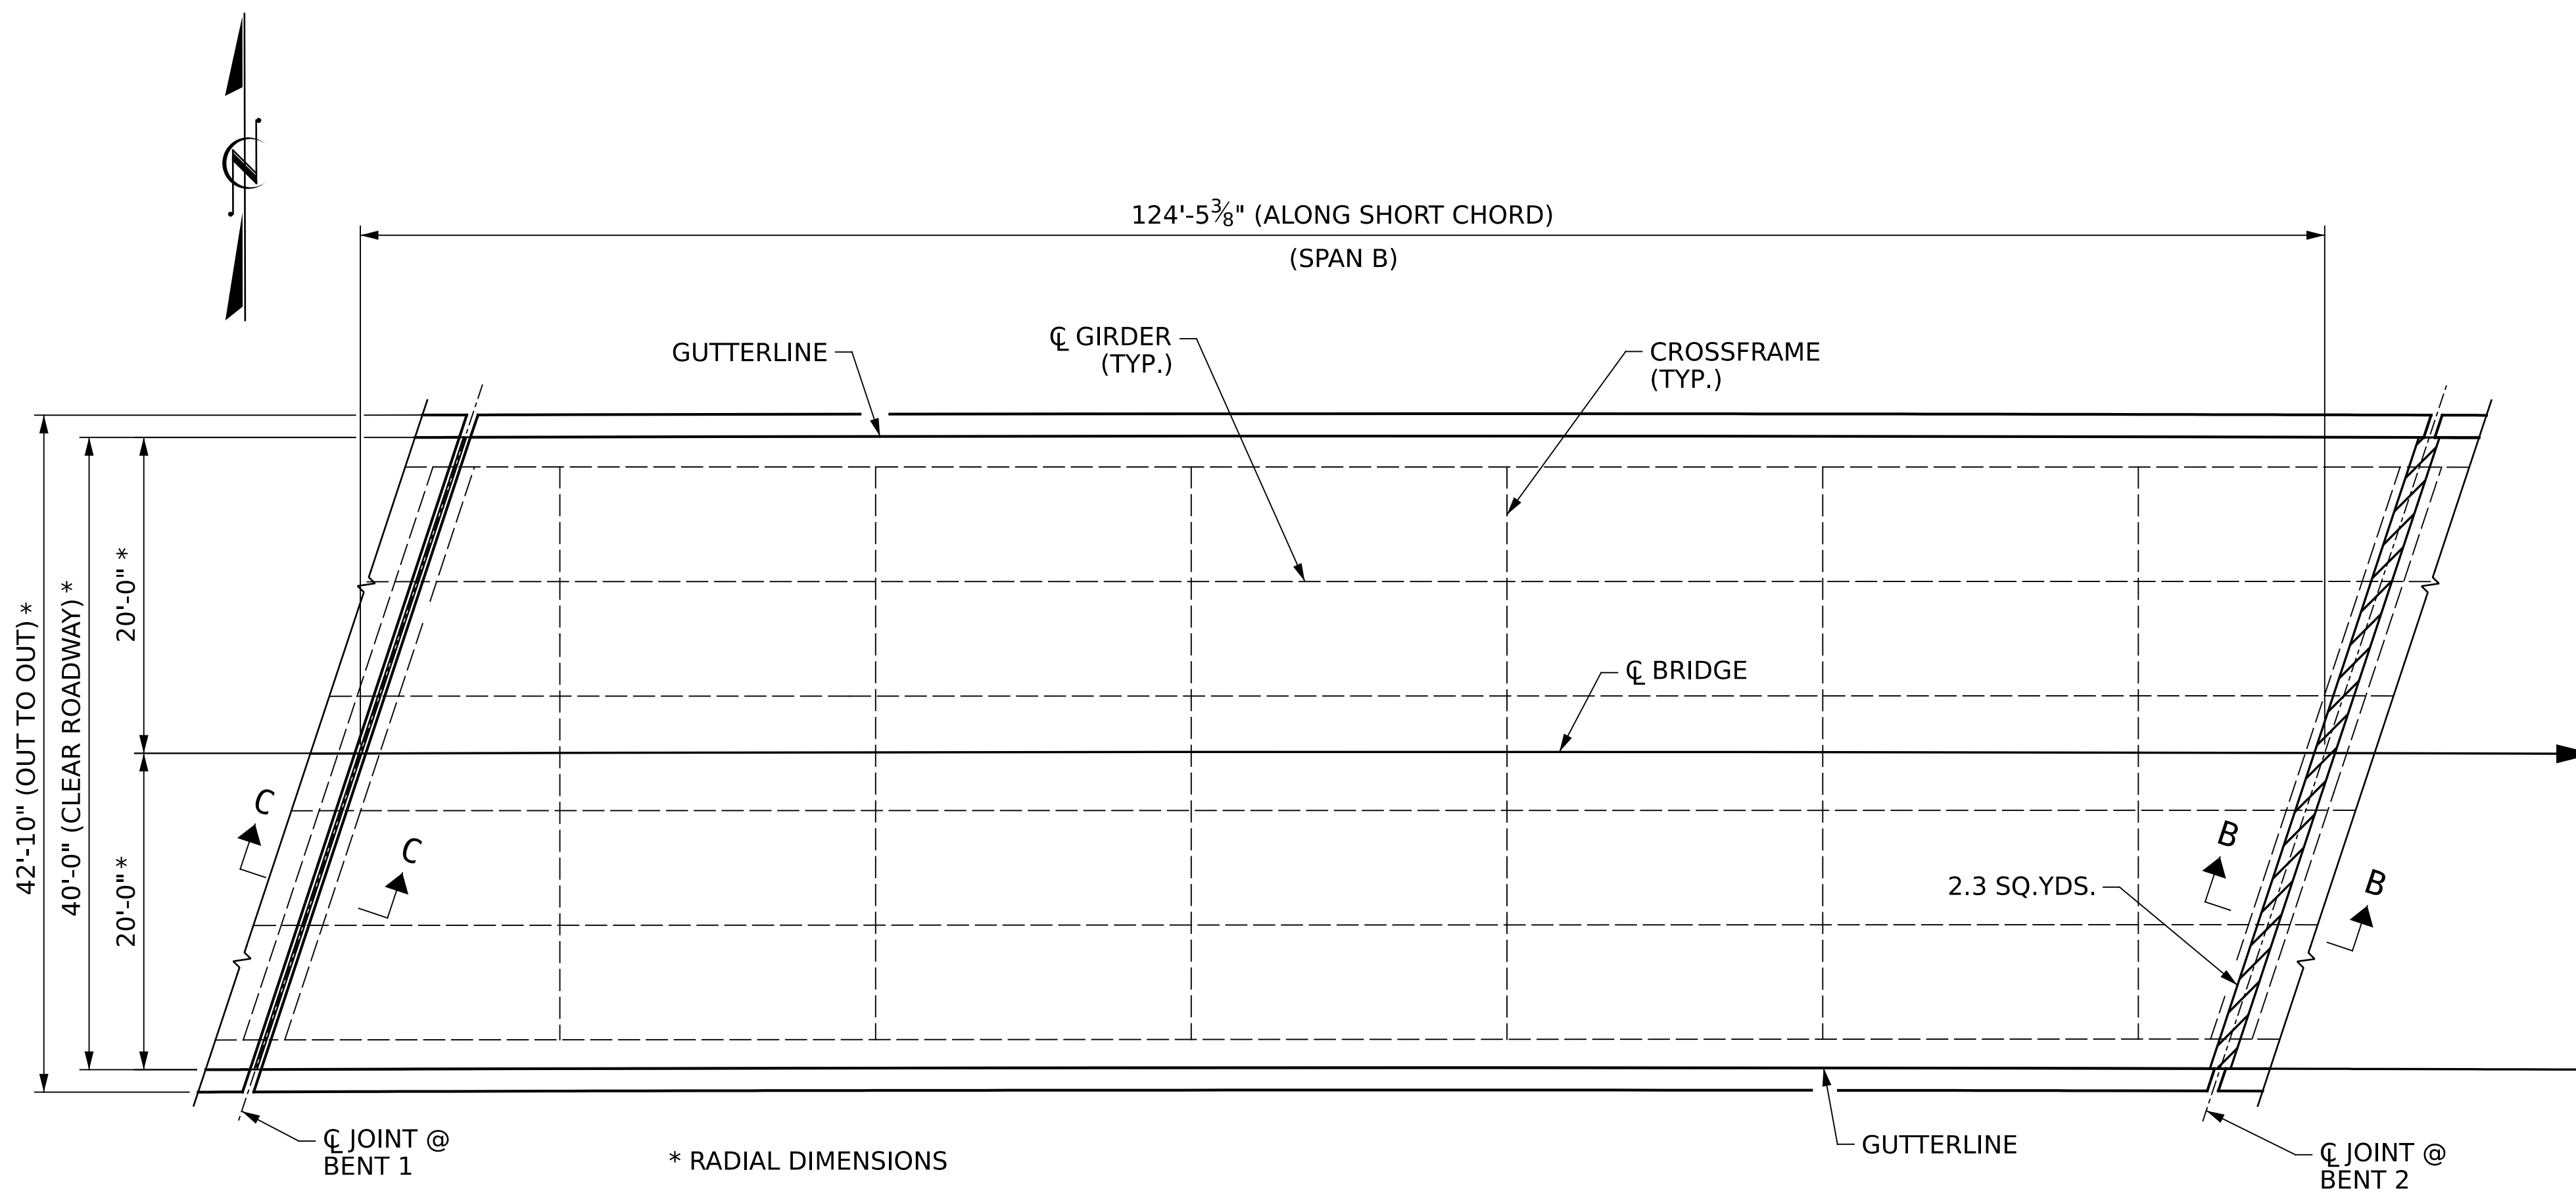 N
124'-5⅜" (ALONG SHORT CHORD)
(SPAN B)
GUTTERLINE
℄ GIRDER
(TYP.)
CROSSFRAME
(TYP.)
42'-10" (OUT TO OUT) *
40'-0" (CLEAR ROADWAY) *
20'-0" *
20'-0" *
℄ BRIDGE
C
C
B
B
2.3 SQ.YDS.
℄ JOINT @
BENT 1
* RADIAL DIMENSIONS
GUTTERLINE
℄ JOINT @
BENT 2